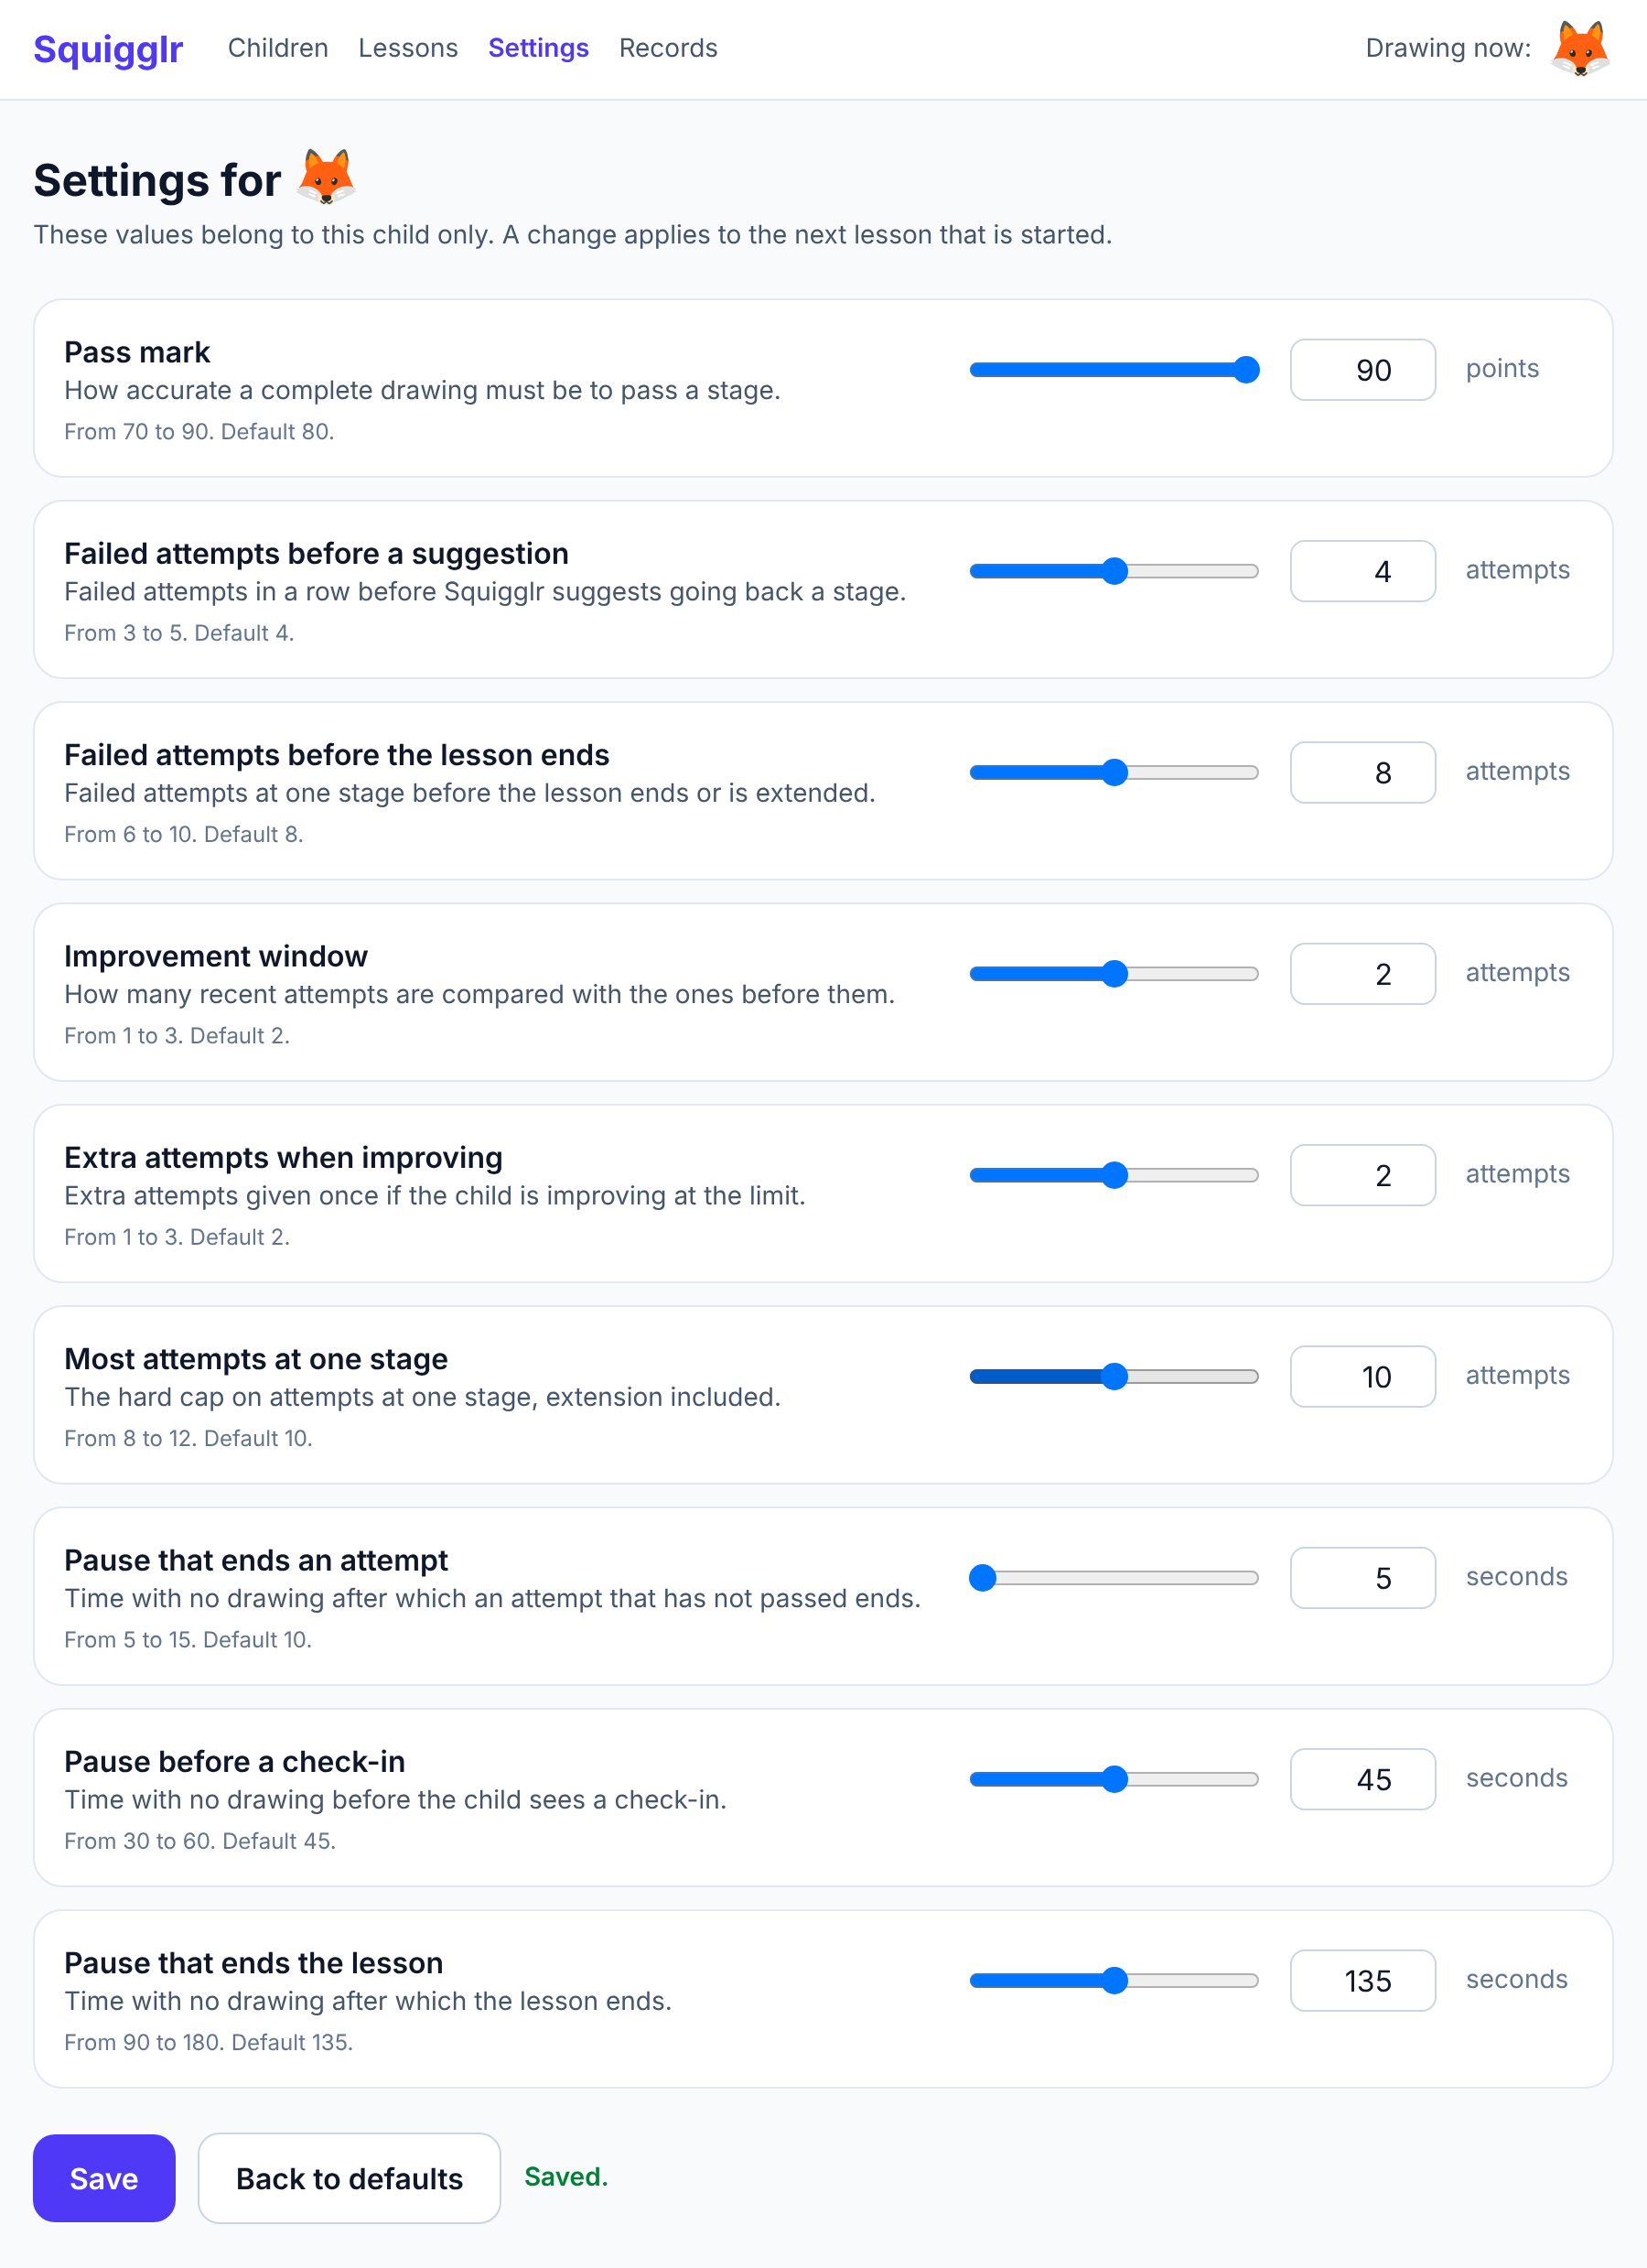 Squigglr Children Lessons Settings Records Drawing now:
Settings for
These values belong to this child only. A change applies to the next lesson that is started.
Pass mark
How accurate a complete drawing must be to pass a stage.
From 70 to 90. Default 80.
90 points
Failed attempts before a suggestion
Failed attempts in a row before Squigglr suggests going back a stage.
From 3 to 5. Default 4.
4 attempts
Failed attempts before the lesson ends
Failed attempts at one stage before the lesson ends or is extended.
From 6 to 10. Default 8.
8 attempts
Improvement window
How many recent attempts are compared with the ones before them.
From 1 to 3. Default 2.
2 attempts
Extra attempts when improving
Extra attempts given once if the child is improving at the limit.
From 1 to 3. Default 2.
2 attempts
Most attempts at one stage
The hard cap on attempts at one stage, extension included.
From 8 to 12. Default 10.
10 attempts
Pause that ends an attempt
Time with no drawing after which an attempt that has not passed ends.
From 5 to 15. Default 10.
5 seconds
Pause before a check-in
Time with no drawing before the child sees a check-in.
From 30 to 60. Default 45.
45 seconds
Pause that ends the lesson
Time with no drawing after which the lesson ends.
From 90 to 180. Default 135.
135 seconds
Save Back to defaults Saved.